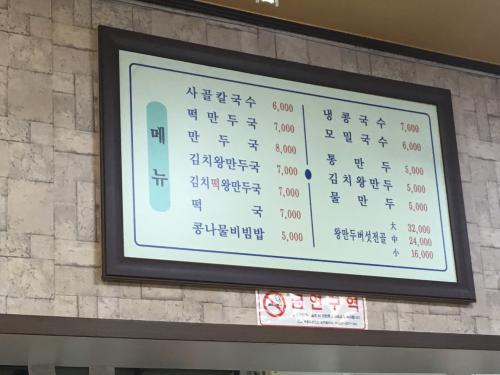 메뉴
사골칼국수 6,000
떡만두국 7,000
만두국 8,000
김치왕만두국 7,000
김치떡왕만두국 7,000
떡국 7,000
콩나물비빔밥 5,000
냉콩국수 7,000
모밀국수 6,000
통만두 5,000
김치왕만두 5,000
물만두 5,000
왕만두버섯전골 大 32,000
中 24,000
小 16,000
금연구역